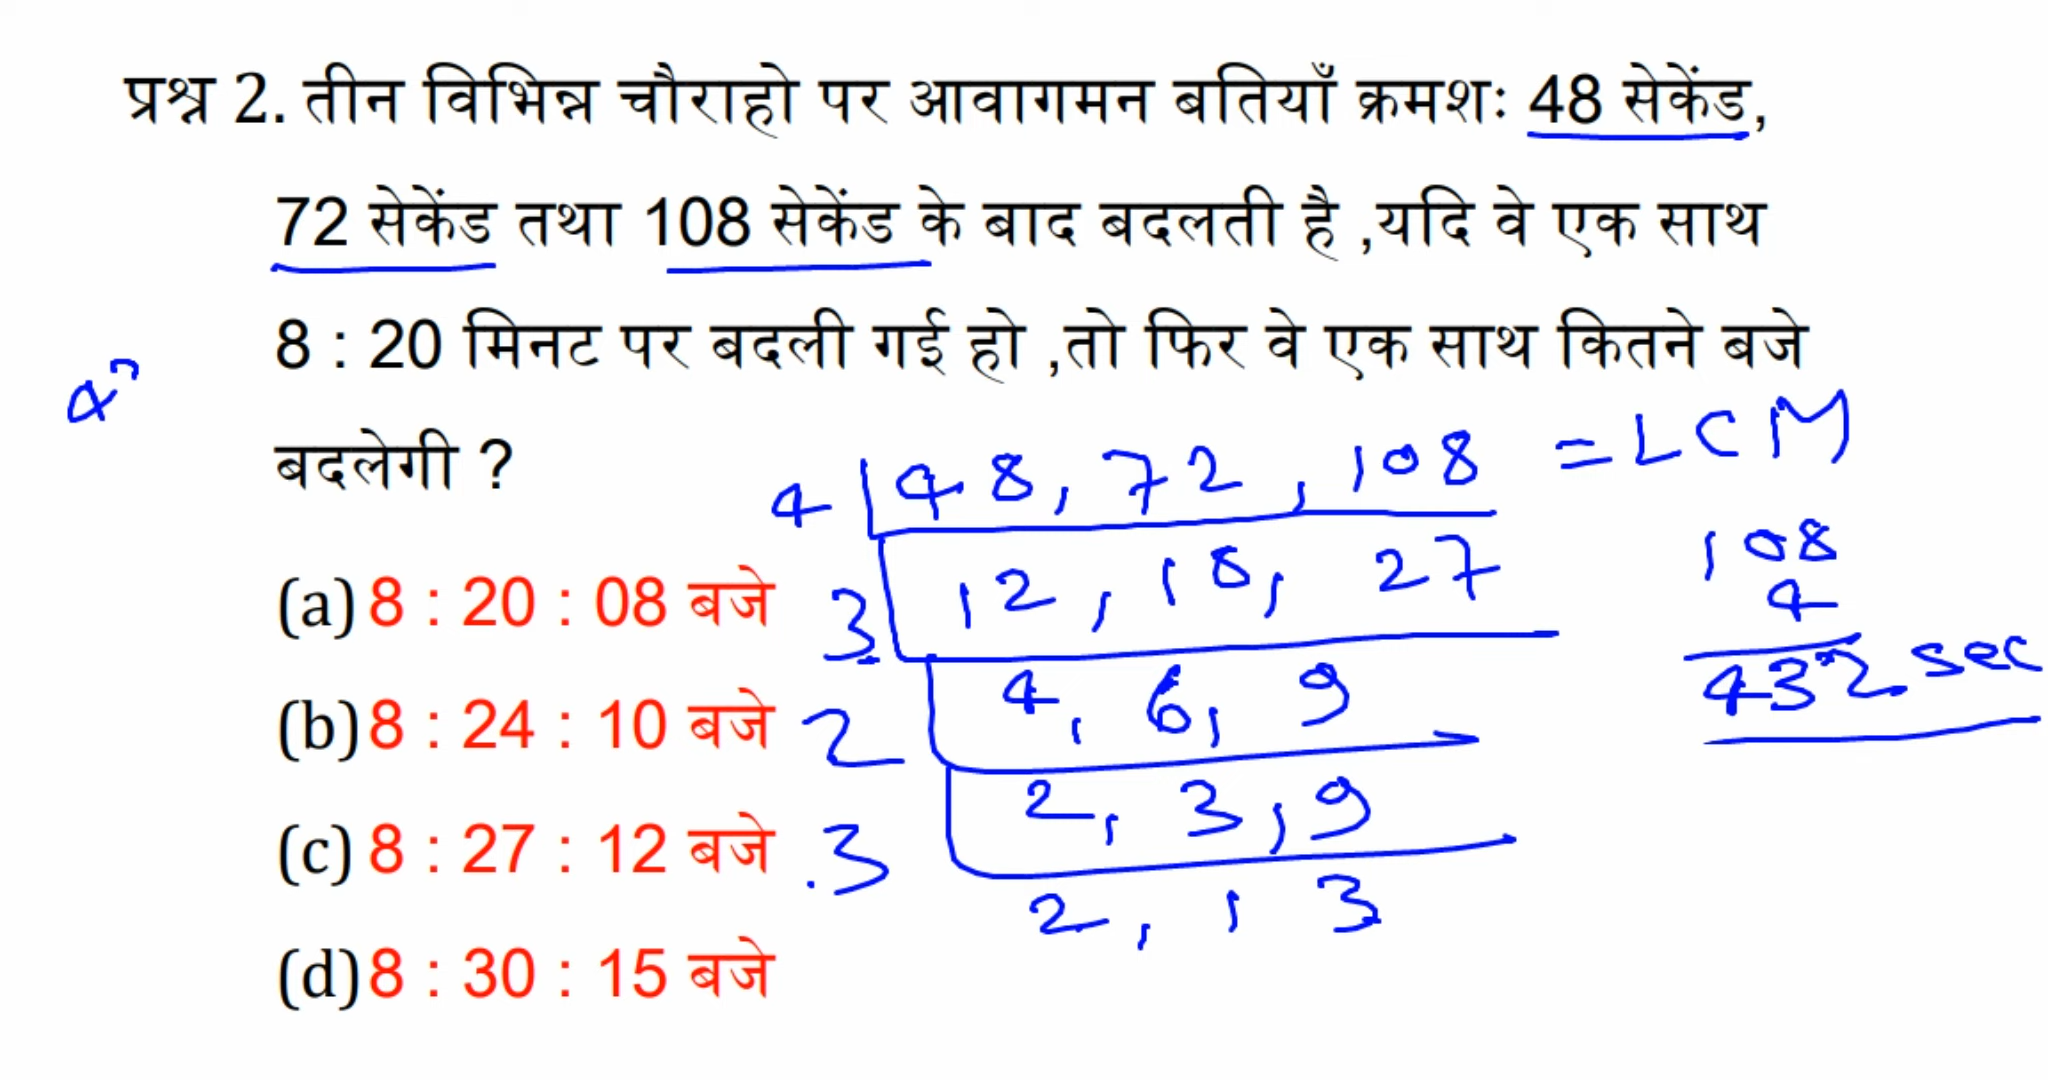 प्रश्न 2. तीन विभिन्न चौराहो पर आवागमन बतियाँ क्रमशः 48 सेकेंड,
72 सेकेंड तथा 108 सेकेंड के बाद बदलती है ,यदि वे एक साथ
8 : 20 मिनट पर बदली गई हो ,तो फिर वे एक साथ कितने बजे
बदलेगी ?
4 48, 72, 108 = LCM
3 12, 18, 27
2 4, 6, 9
3 2, 3, 9
2, 1 3
108
4
432 sec
(a) 8 : 20 : 08 बजे
(b) 8 : 24 : 10 बजे
(c) 8 : 27 : 12 बजे
(d) 8 : 30 : 15 बजे